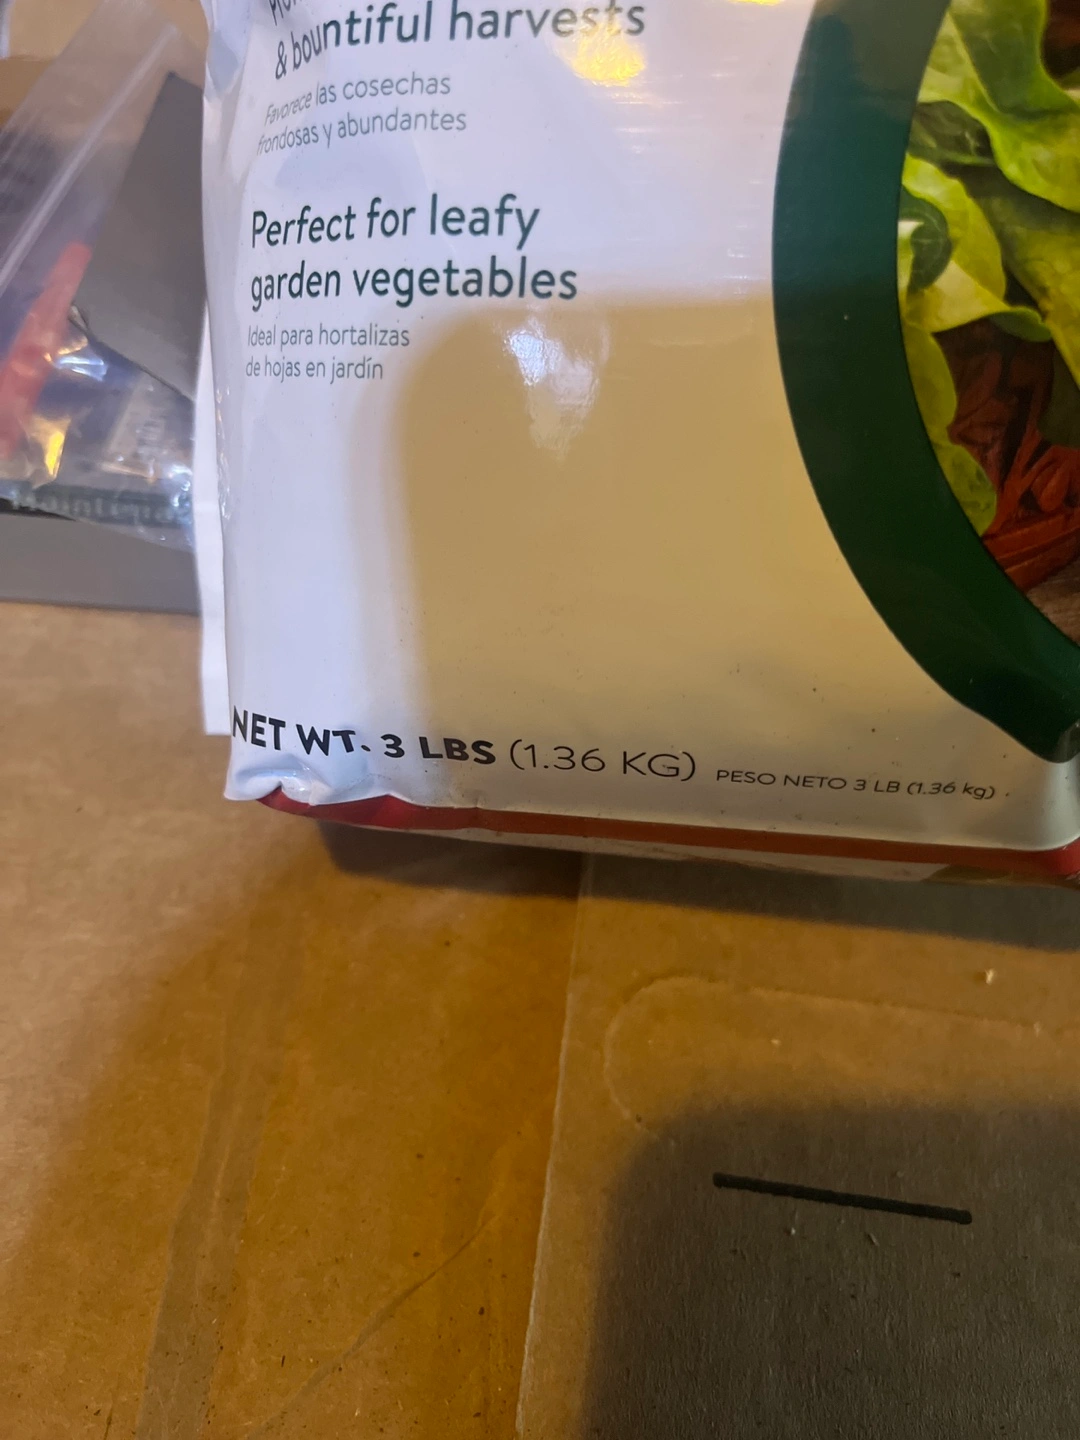 & bountiful harvests
Favorece las cosechas
frondosas y abundantes
Perfect for leafy
garden vegetables
Ideal para hortalizas
de hojas en jardín
NET WT. 3 LBS (1.36 KG) PESO NETO 3 LB (1.36 kg)